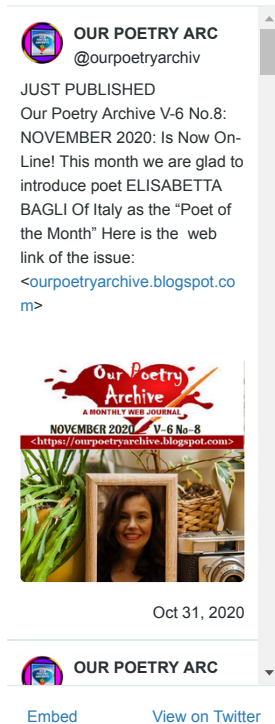 OUR POETRY ARC
@ourpoetryarchiv
JUST PUBLISHED
Our Poetry Archive V-6 No.8:
NOVEMBER 2020: Is Now On-
Line! This month we are glad to
introduce poet ELISABETTA
BAGLI Of Italy as the “Poet of
the Month” Here is the web
link of the issue:
<ourpoetryarchive.blogspot.co
m>
Our Poetry
Archive
A MONTHLY WEB JOURNAL
NOVEMBER 2020 V-6 No-8
<https://ourpoetryarchive.blogspot.com>
Oct 31, 2020
OUR POETRY ARC
Embed View on Twitter